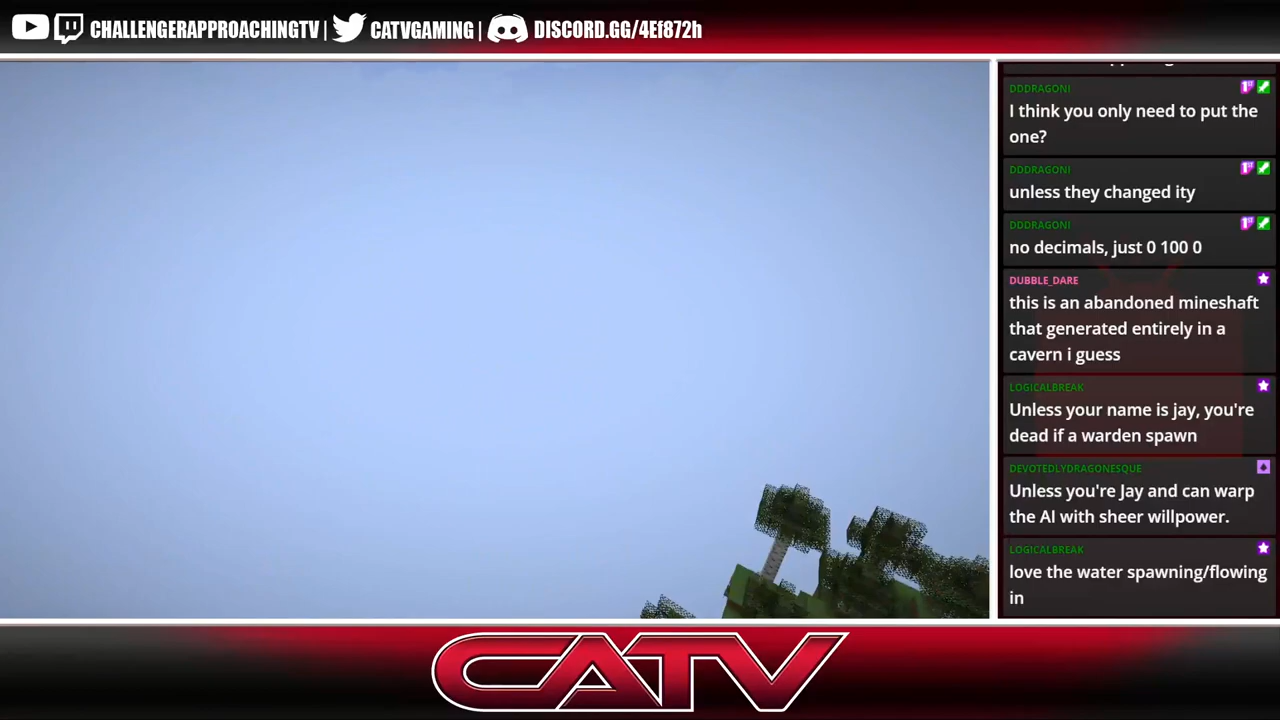 CHALLENGERAPPROACHINGTV | CATVGAMING | DISCORD.GG/4Ef872h
DDDRAGONI
I think you only need to put the
one?
DDDRAGONI
unless they changed ity
DDDRAGONI
no decimals, just 0 100 0
DUBBLE_DARE
this is an abandoned mineshaft
that generated entirely in a
cavern i guess
LOGICALBREAK
Unless your name is jay, you're
dead if a warden spawn
DEVOTEDLYDRAGONESQUE
Unless you're Jay and can warp
the AI with sheer willpower.
LOGICALBREAK
love the water spawning/flowing
in
CATV